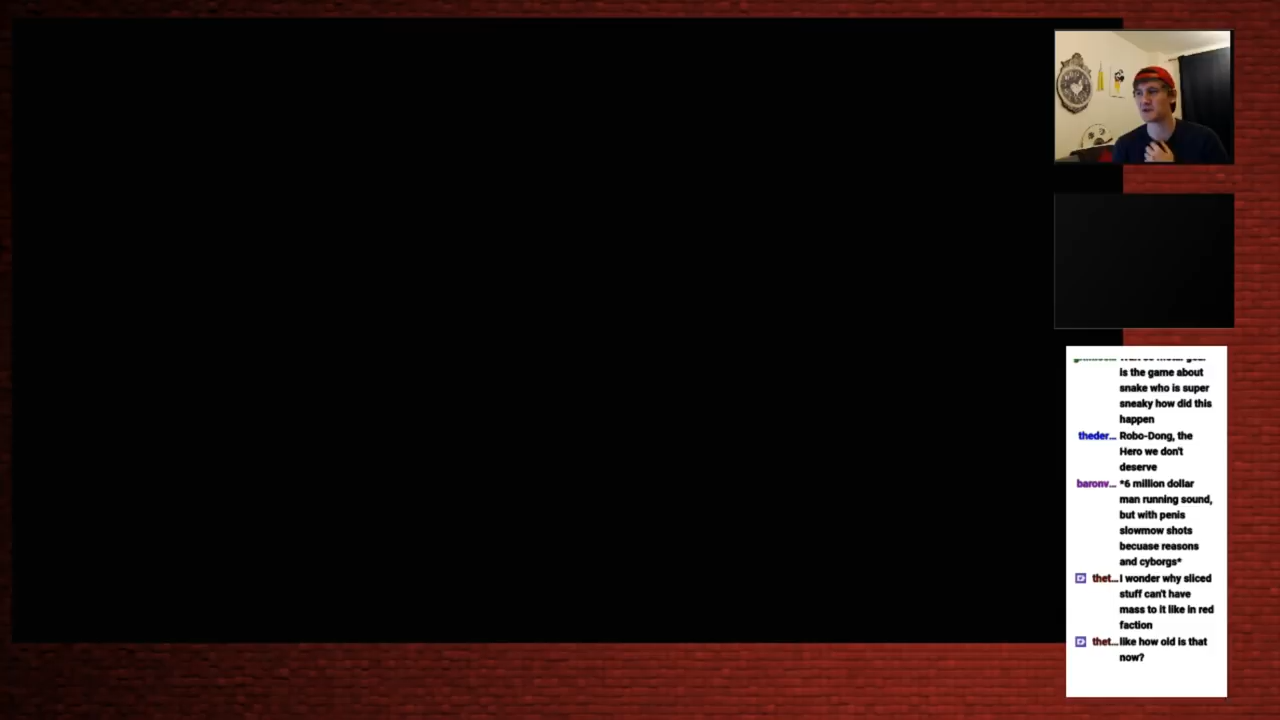 is the game about
snake who is super
sneaky how did this
happen
theder... Robo-Dong, the
Hero we don't
deserve
baronv... *6 million dollar
man running sound,
but with penis
slowmow shots
becuase reasons
and cyborgs*
thet... I wonder why sliced
stuff can't have
mass to it like in red
faction
thet... like how old is that
now?